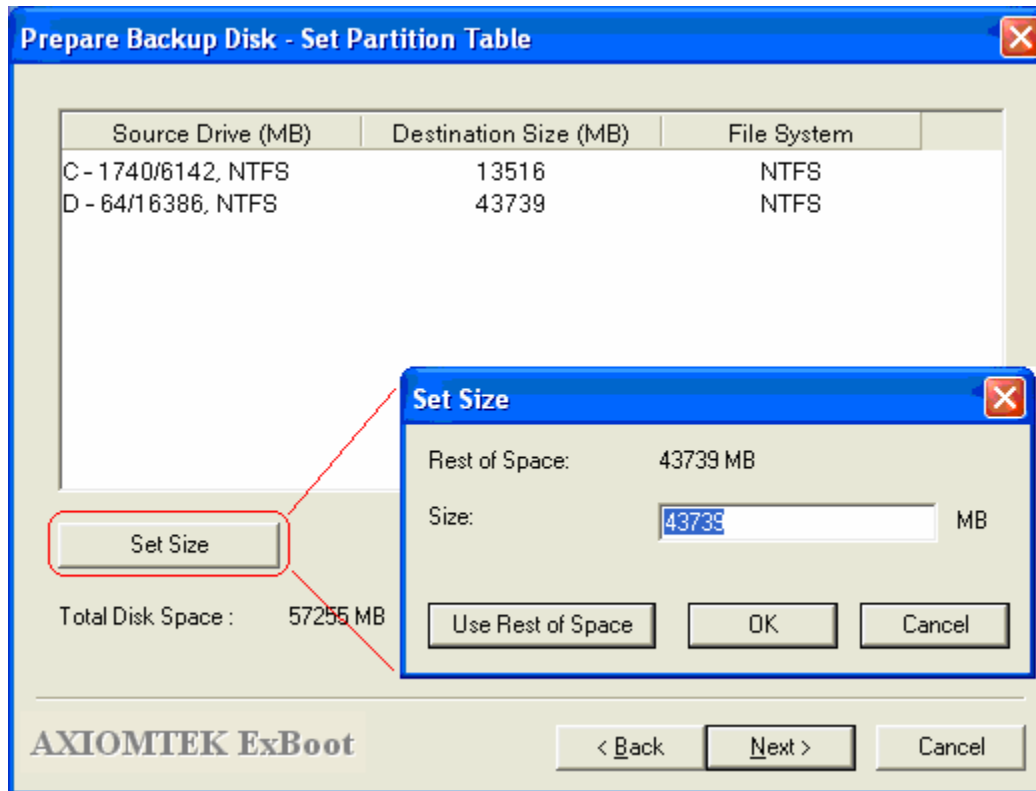 Prepare Backup Disk - Set Partition Table
Source Drive (MB) Destination Size (MB) File System
C - 1740/6142, NTFS 13516 NTFS
D - 64/16386, NTFS 43739 NTFS
Set Size
Total Disk Space : 57255 MB
Set Size
Rest of Space: 43739 MB
Size: 43739 MB
Use Rest of Space OK Cancel
AXIOMTEK ExBoot
< Back Next > Cancel